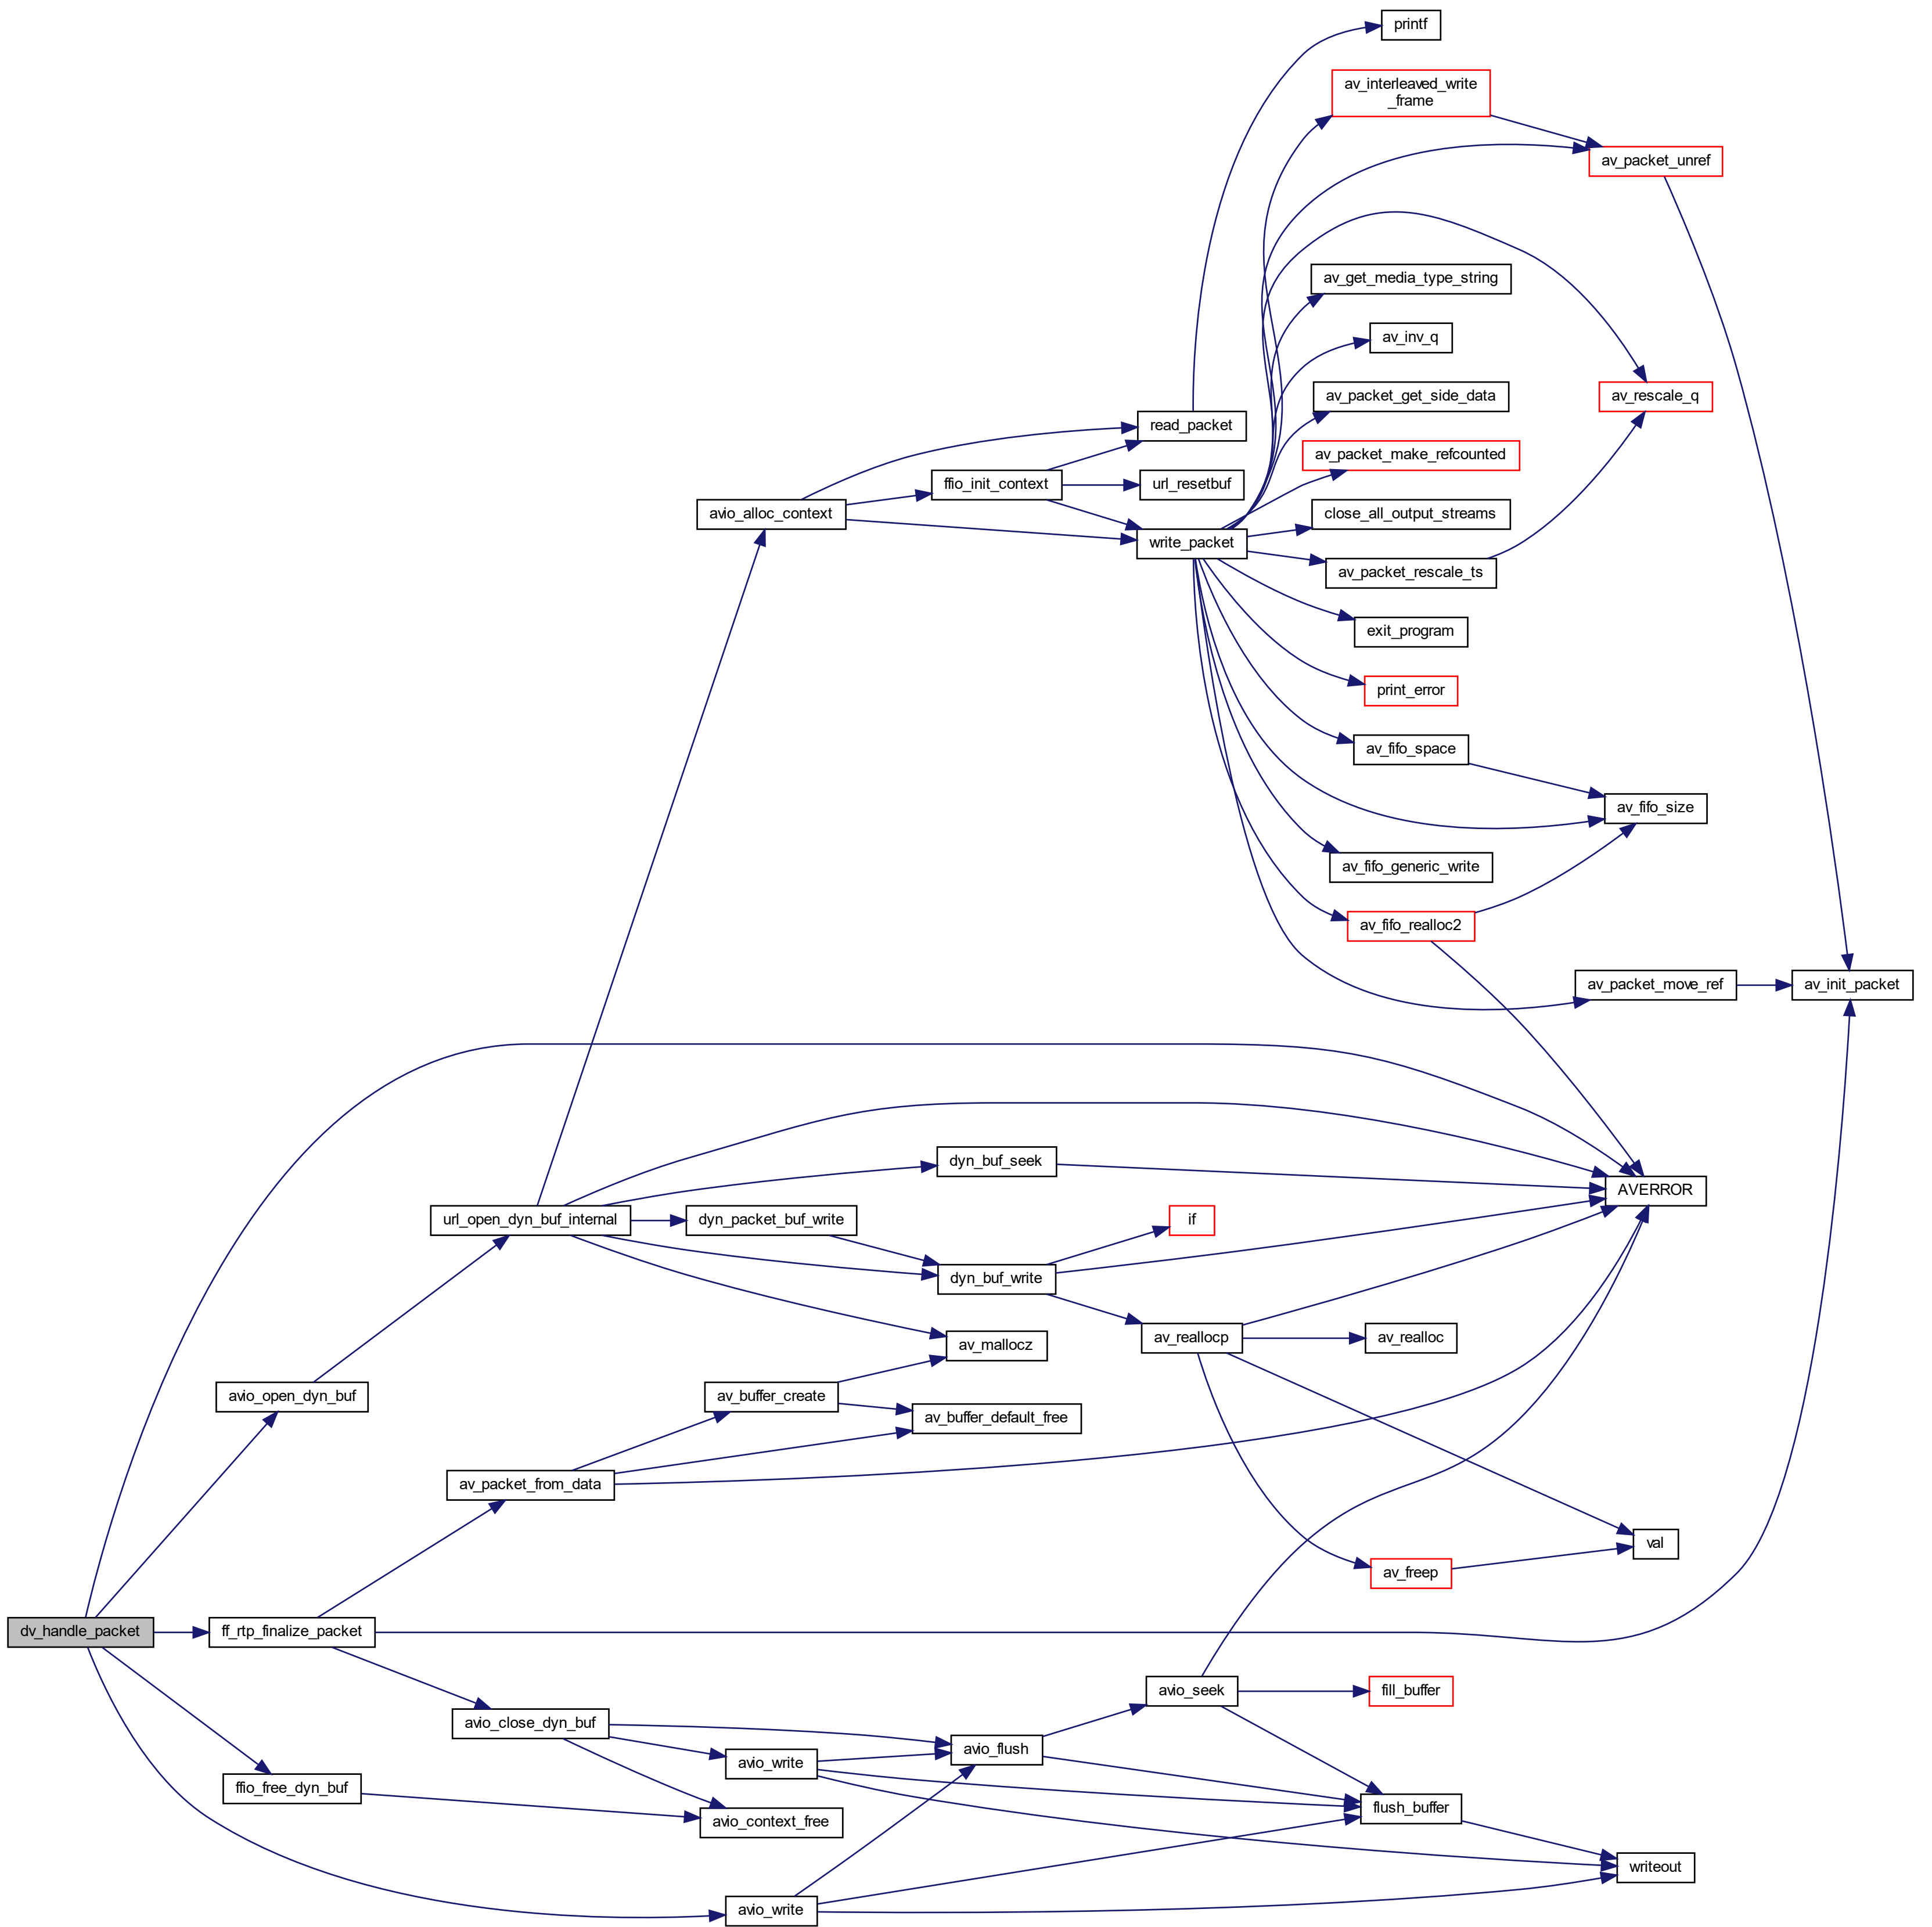 printf
av_interleaved_write
_frame
av_packet_unref
av_get_media_type_string
av_inv_q
av_packet_get_side_data
av_rescale_q
read_packet
av_packet_make_refcounted
ffio_init_context
url_resetbuf
avio_alloc_context
close_all_output_streams
write_packet
av_packet_rescale_ts
exit_program
print_error
av_fifo_space
av_fifo_size
av_fifo_generic_write
av_fifo_realloc2
av_packet_move_ref
av_init_packet
dyn_buf_seek
AVERROR
url_open_dyn_buf_internal
dyn_packet_buf_write
if
dyn_buf_write
av_reallocp
av_realloc
av_mallocz
avio_open_dyn_buf
av_buffer_create
av_buffer_default_free
av_packet_from_data
val
av_freep
dv_handle_packet
ff_rtp_finalize_packet
avio_seek
fill_buffer
avio_close_dyn_buf
avio_flush
avio_write
ffio_free_dyn_buf
flush_buffer
avio_context_free
writeout
avio_write